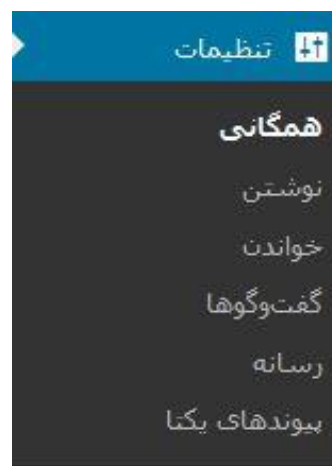 تنظیمات
همگانی
نوشتن
خواندن
گفت‌وگوها
رسانه
پیوندهای یکتا